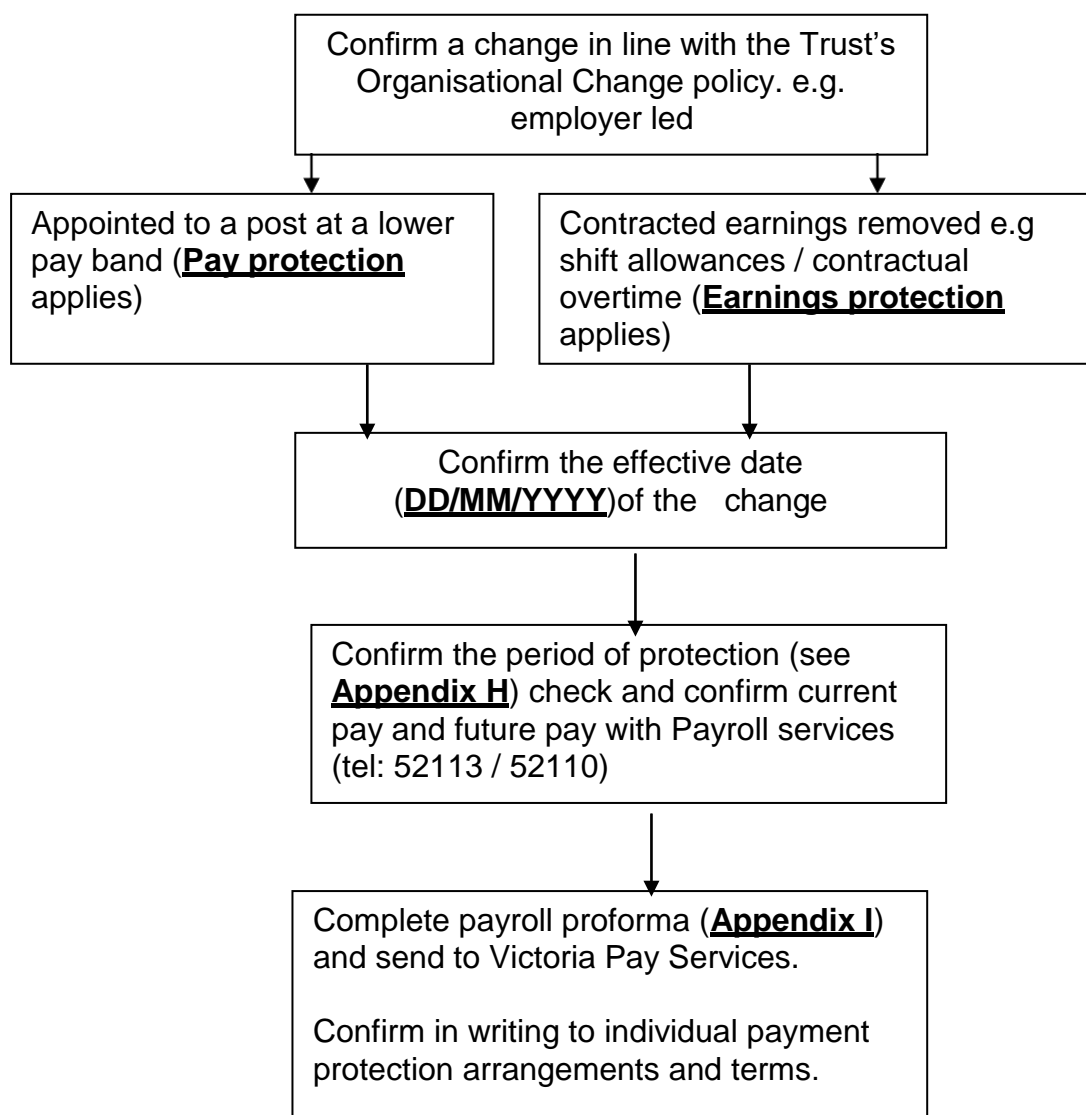 Confirm a change in line with the Trust's
Organisational Change policy. e.g.
employer led
Appointed to a post at a lower
pay band (Pay protection
applies)
Contracted earnings removed e.g
shift allowances / contractual
overtime (Earnings protection
applies)
Confirm the effective date
(DD/MM/YYYY)of the change
Confirm the period of protection (see
Appendix H) check and confirm current
pay and future pay with Payroll services
(tel: 52113 / 52110)
Complete payroll proforma (Appendix I)
and send to Victoria Pay Services.
Confirm in writing to individual payment
protection arrangements and terms.